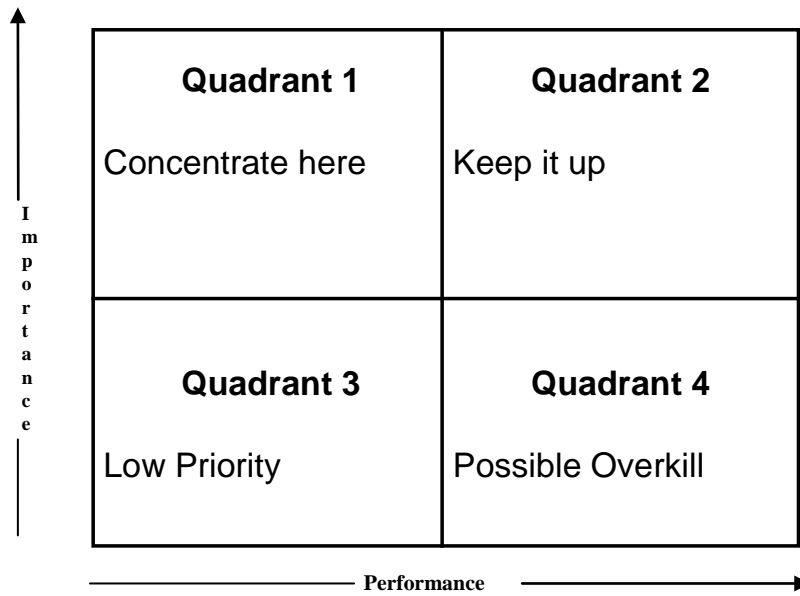 Quadrant 1
Quadrant 2
Concentrate here
Keep it up
Importance
Quadrant 3
Quadrant 4
Low Priority
Possible Overkill
Performance